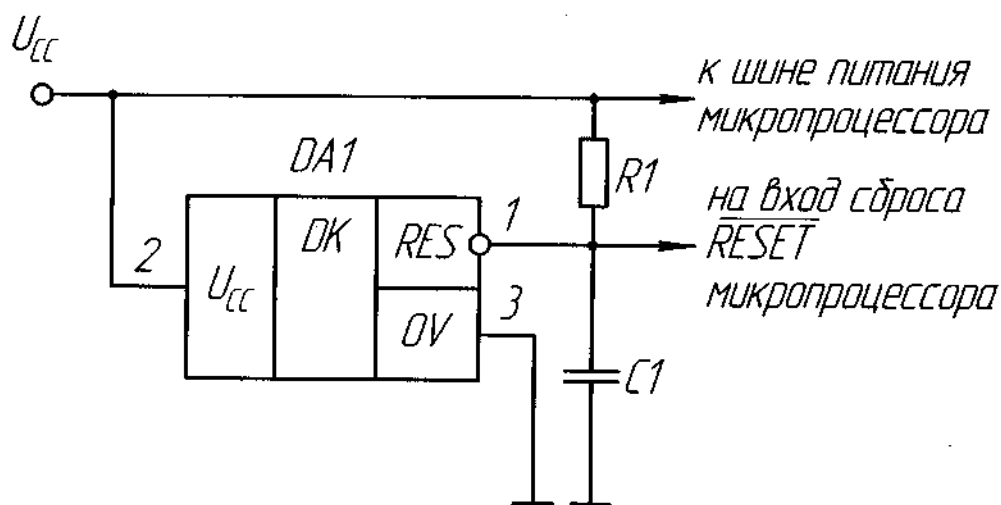 U_CC
к шине питания
микропроцессора
DA1
R1
на вход сброса
RESET
микропроцессора
2
U_CC
DK
RES
1
0V
3
C1